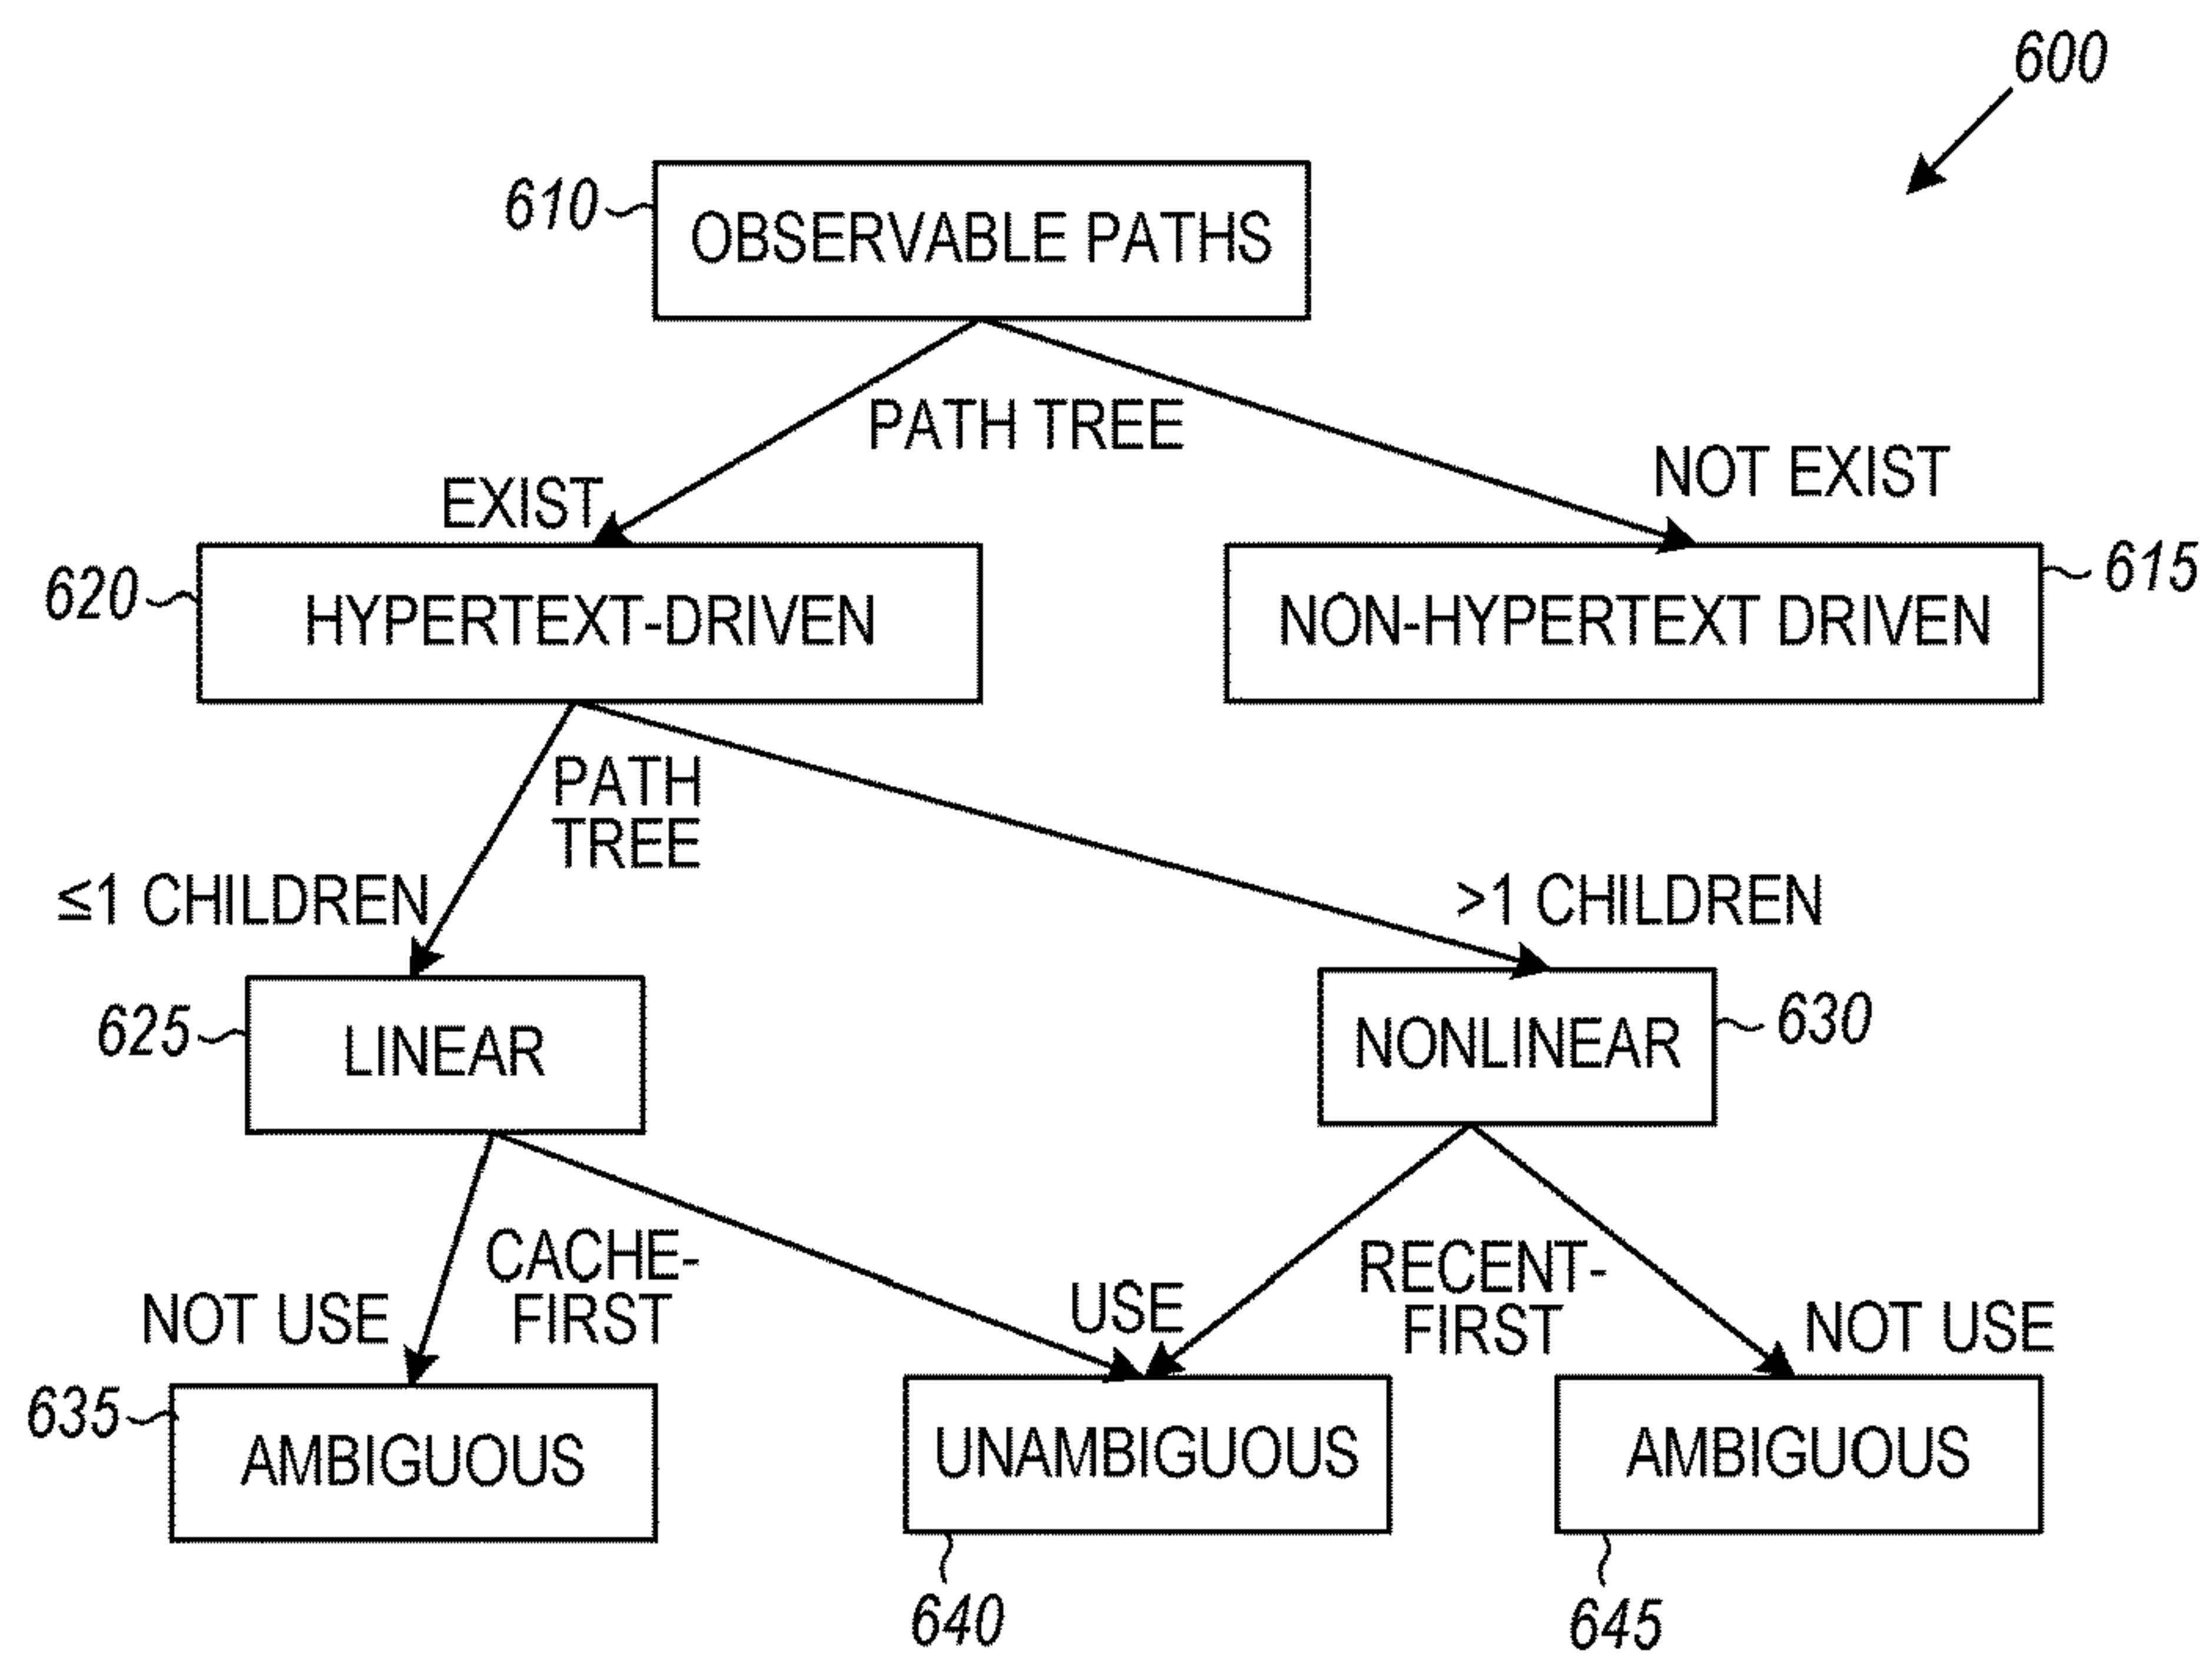 600
610
OBSERVABLE PATHS
PATH TREE
EXIST
NOT EXIST
620
HYPERTEXT-DRIVEN
NON-HYPERTEXT DRIVEN
615
PATH
TREE
≤1 CHILDREN
>1 CHILDREN
625
LINEAR
NONLINEAR
630
CACHE-
FIRST
NOT USE
USE
RECENT-
FIRST
NOT USE
635
AMBIGUOUS
UNAMBIGUOUS
AMBIGUOUS
640
645